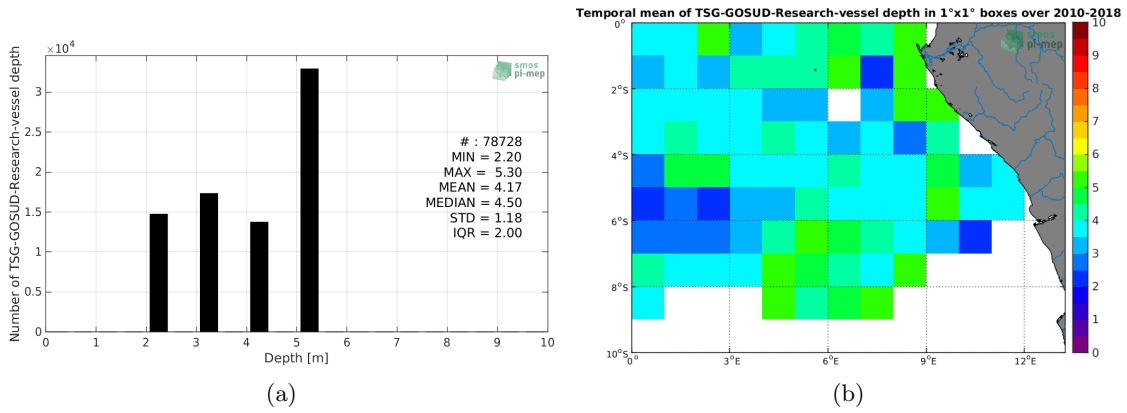 ×10⁴
smos
pi-mep
Number of TSG-GOSUD-Research-vessel depth
3.5
3
2.5
2
1.5
1
0.5
0
# : 78728
MIN = 2.20
MAX = 5.30
MEAN = 4.17
MEDIAN = 4.50
STD = 1.18
IQR = 2.00
0 1 2 3 4 5 6 7 8 9 10
Depth [m]
(a)
Temporal mean of TSG-GOSUD-Research-vessel depth in 1°x1° boxes over 2010-2018
smos
pi-mep
0°
2°S
4°S
6°S
8°S
10°S
0° 3°E 6°E 9°E 12°E
10
9
8
7
6
5
4
3
2
1
0
(b)